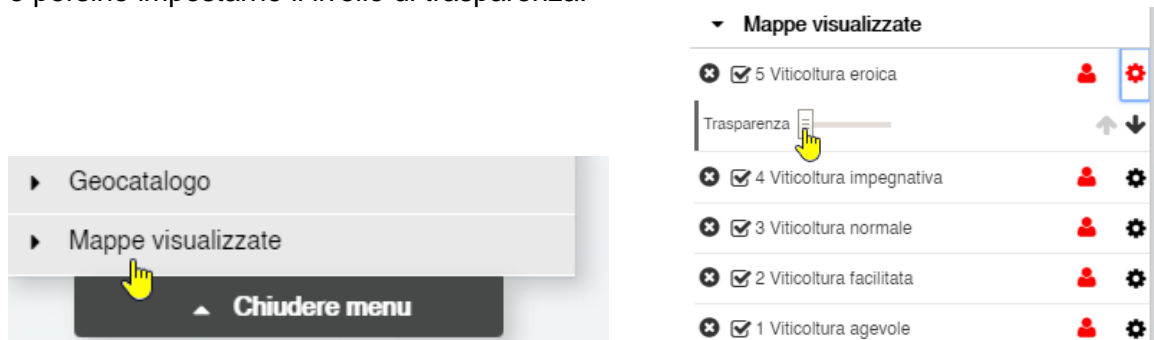 e persino impostarne il livello di trasparenza.
Geocatalogo
Mappe visualizzate
Chiudere menu
Mappe visualizzate
5 Viticoltura eroica
Trasparenza
4 Viticoltura impegnativa
3 Viticoltura normale
2 Viticoltura facilitata
1 Viticoltura agevole